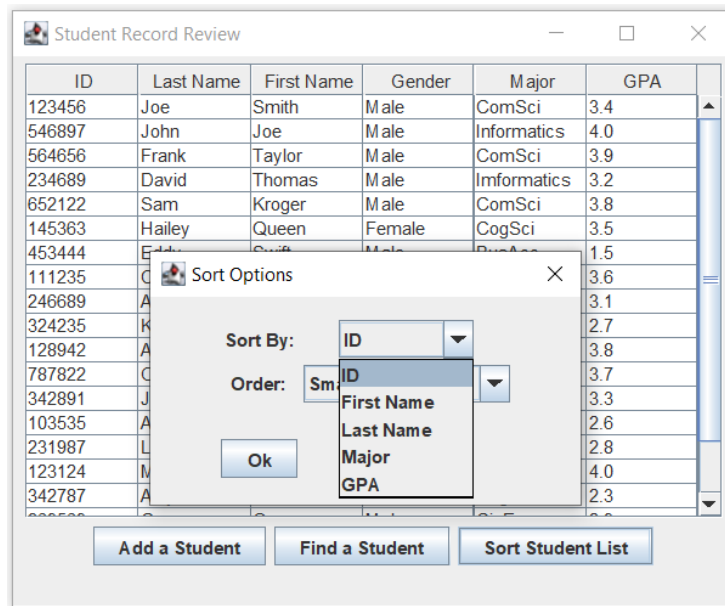 Student Record Review
ID Last Name First Name Gender Major GPA
123456 Joe Smith Male ComSci 3.4
546897 John Joe Male Informatics 4.0
564656 Frank Taylor Male ComSci 3.9
234689 David Thomas Male Imformatics 3.2
652122 Sam Kroger Male ComSci 3.8
145363 Hailey Queen Female CogSci 3.5
453444 1.5
111235 3.6
246689 3.1
324235 2.7
128942 3.8
787822 3.7
342891 3.3
103535 2.6
231987 2.8
123124 4.0
342787 2.3
Sort Options
Sort By: ID
Order:
ID
First Name
Last Name
Major
GPA
Ok
Add a Student Find a Student Sort Student List